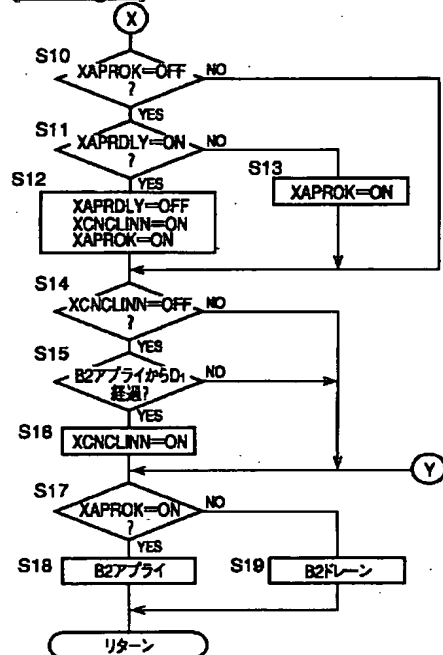 X
S10
XAPROK=OFF
?
NO
YES
S11
XAPRDLY=ON
?
NO
YES
S12
XAPRDLY=OFF
XCNCLINN=ON
XAPROK=ON
S13
XAPROK=ON
S14
XCNCLINN=OFF
?
NO
YES
S15
B2アプライからD1
経過?
NO
YES
S16
XCNCLINN=ON
Y
S17
XAPROK=ON
?
NO
YES
S18
B2アプライ
S19
B2ドレーン
リターン